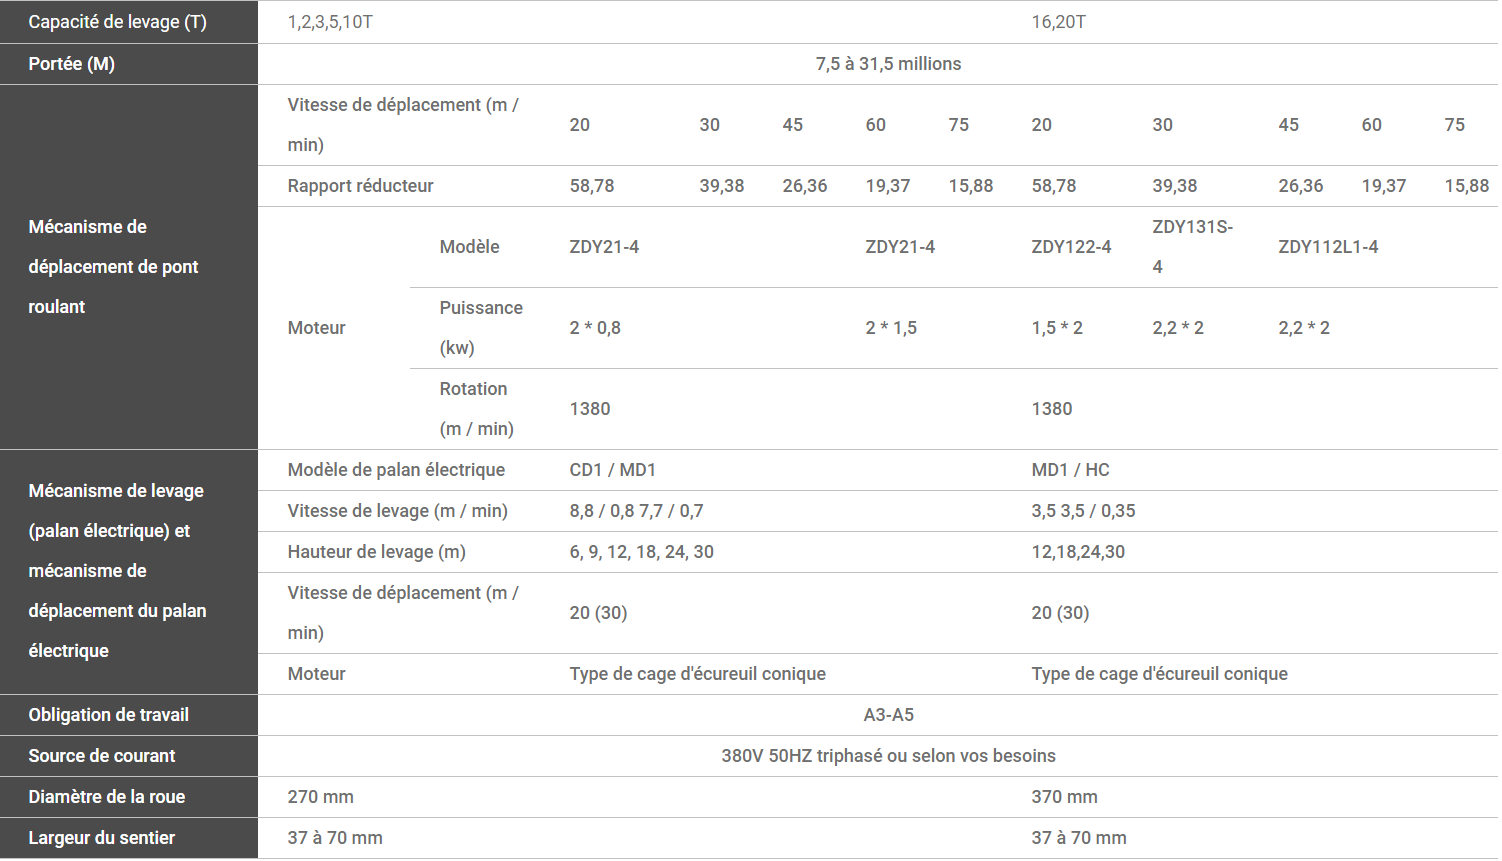 Capacité de levage (T) 1,2,3,5,10T 16,20T
Portée (M) 7,5 à 31,5 millions
Mécanisme de
déplacement de pont
roulant
Vitesse de déplacement (m /
min)
20 30 45 60 75 20 30 45 60 75
Rapport réducteur 58,78 39,38 26,36 19,37 15,88 58,78 39,38 26,36 19,37 15,88
Moteur
Modèle ZDY21-4 ZDY21-4 ZDY122-4
ZDY131S-
4
ZDY112L1-4
Puissance
(kw)
2 * 0,8 2 * 1,5 1,5 * 2 2,2 * 2 2,2 * 2
Rotation
(m / min)
1380 1380
Mécanisme de levage
(palan électrique) et
mécanisme de
déplacement du palan
électrique
Modèle de palan électrique CD1 / MD1 MD1 / HC
Vitesse de levage (m / min) 8,8 / 0,8 7,7 / 0,7 3,5 3,5 / 0,35
Hauteur de levage (m) 6, 9, 12, 18, 24, 30 12,18,24,30
Vitesse de déplacement (m /
min)
20 (30) 20 (30)
Moteur Type de cage d'écureuil conique Type de cage d'écureuil conique
Obligation de travail A3-A5
Source de courant 380V 50HZ triphasé ou selon vos besoins
Diamètre de la roue 270 mm 370 mm
Largeur du sentier 37 à 70 mm 37 à 70 mm